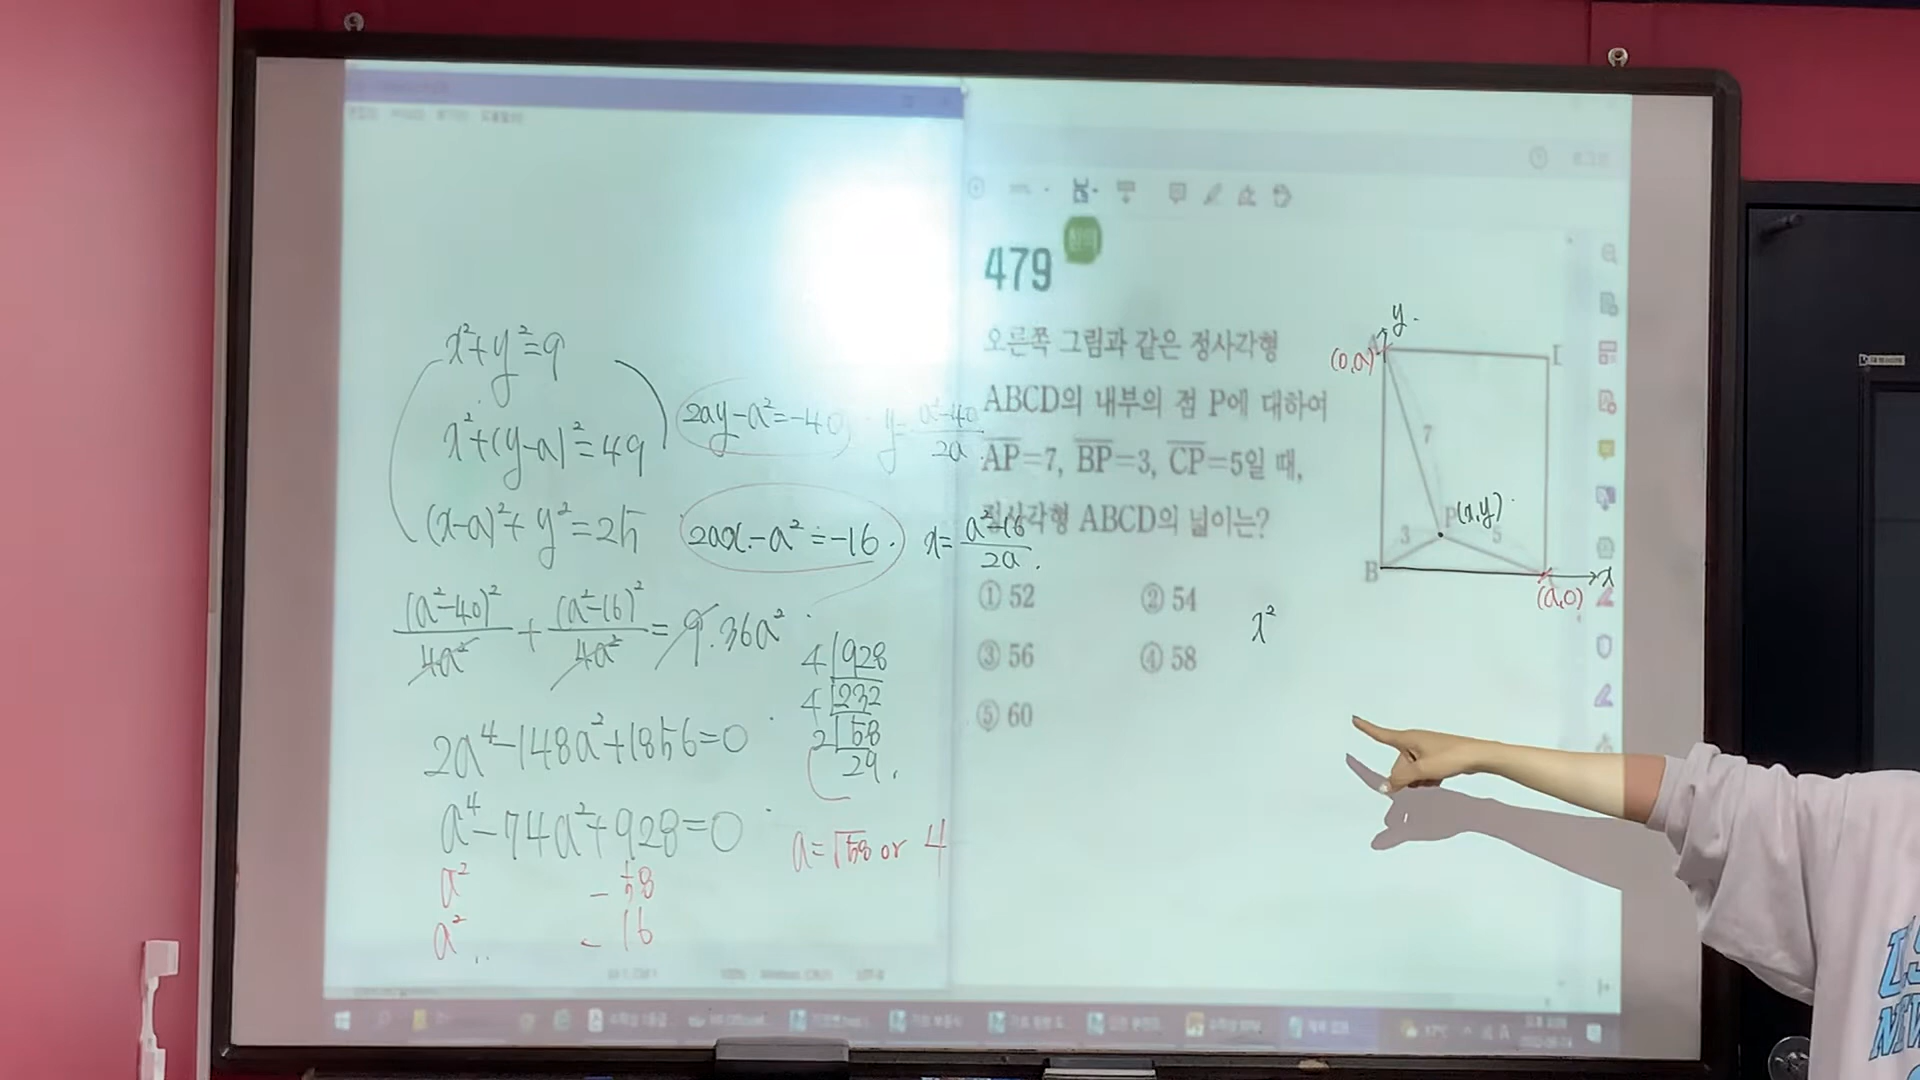 x²+y²=9
x²+(y-a)²=49
2ay-a²=-40
y=a²-40/2a
(x-a)²+y²=25
2ax-a²=-16.
x=a²-16/2a.
(a²-40)²/4a²+(a²-16)²/4a²=9.36a²
2a⁴-148a²+1856=0
a⁴-74a²+928=0
a² -58
a² -16
4 928
4 232
2 58
29.
a=√58 or 4
479
오른쪽 그림과 같은 정사각형
ABCD의 내부의 점 P에 대하여
AP=7, BP=3, CP=5일 때,
정사각형 ABCD의 넓이는?
① 52 ② 54
③ 56 ④ 58
⑤ 60
y
(0,a)
7
P(x,y)
3 5
B
x
(a,0)
x²